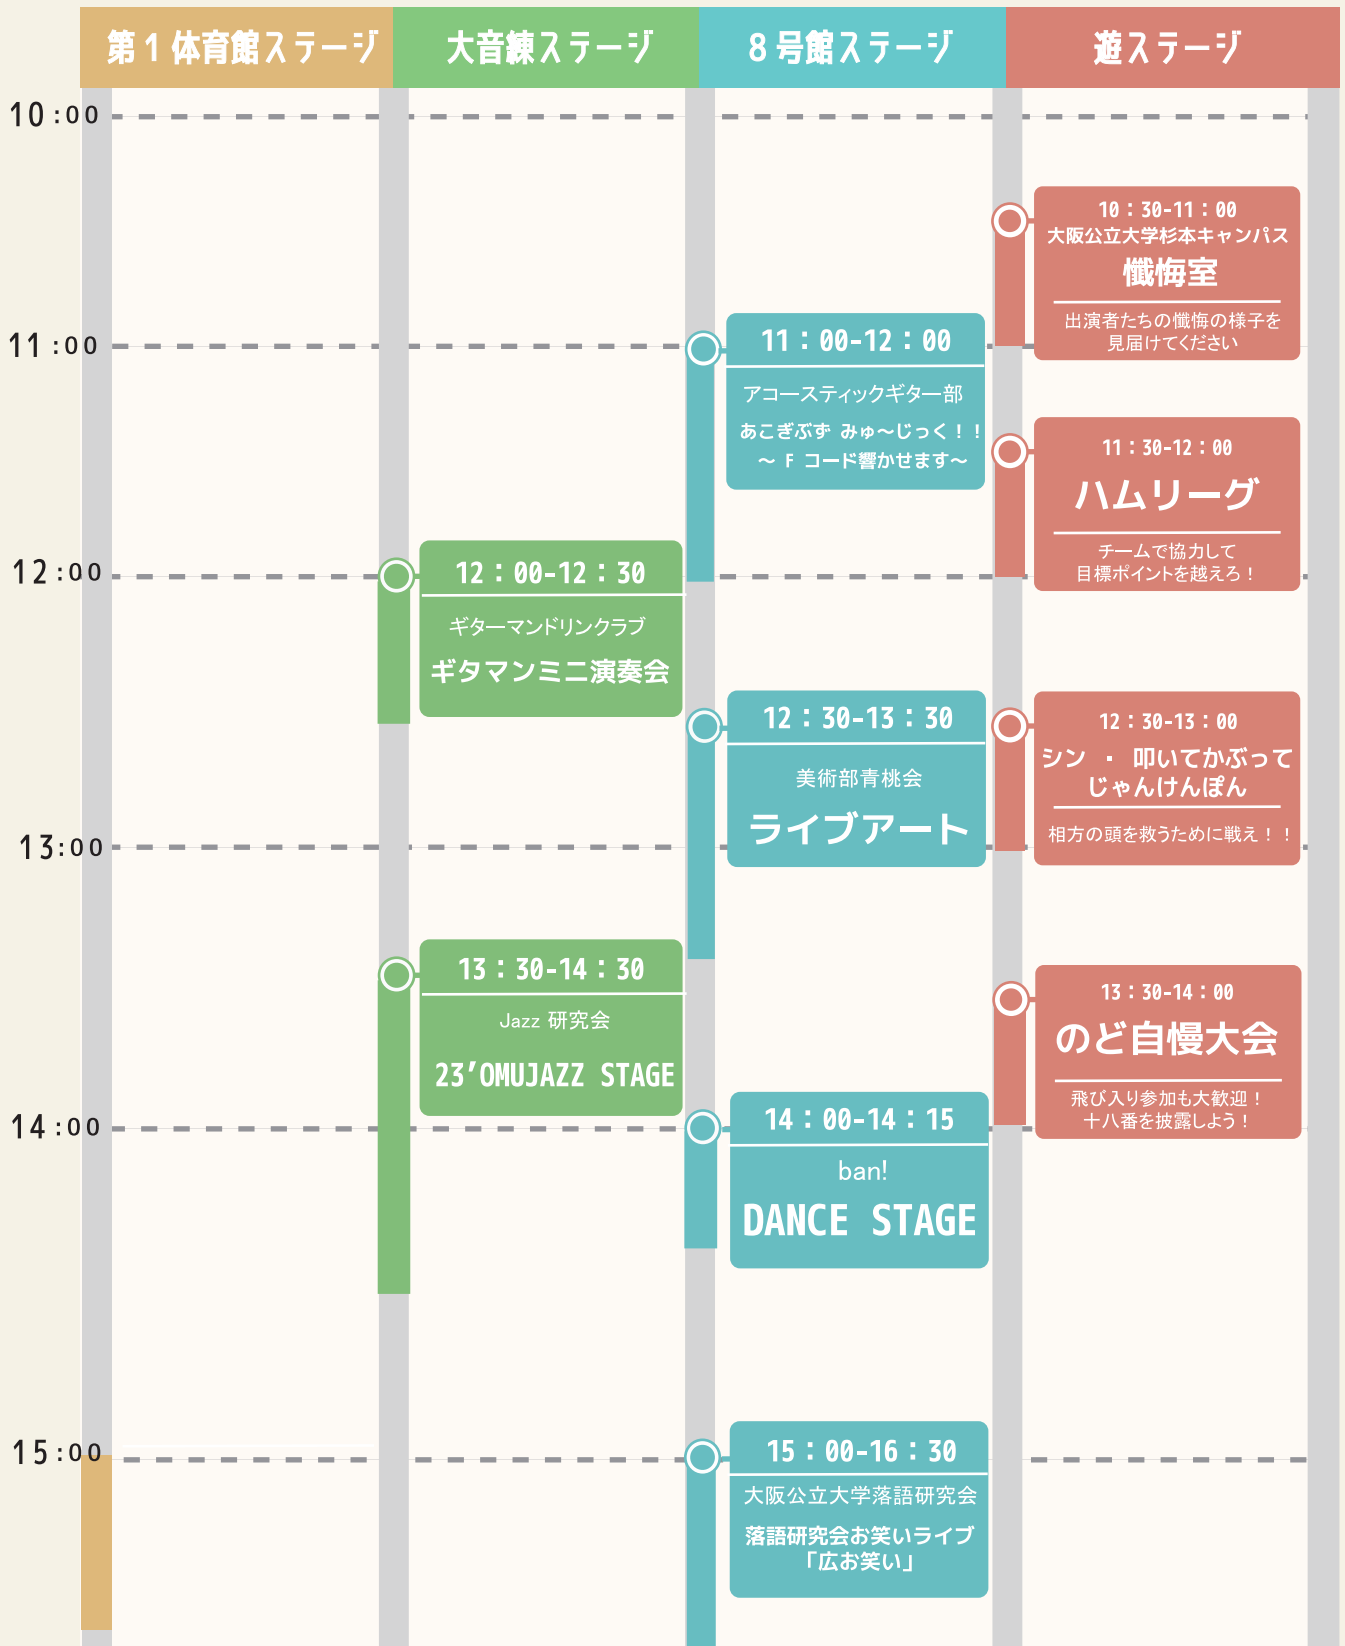 第1体育館ステージ
大音練ステージ
8号館ステージ
遊ステージ
10:00
10：30-11：00
大阪公立大学杉本キャンパス
懺悔室
出演者たちの懺悔の様子を
見届けてください
11:00
11：00-12：00
アコースティックギター部
あこぎぶず みゅ～じっく！！
～ F コード響かせます～
11：30-12：00
ハムリーグ
チームで協力して
目標ポイントを越えろ！
12:00
12：00-12：30
ギターマンドリンクラブ
ギタマンミニ演奏会
12：30-13：30
美術部青桃会
ライブアート
12：30-13：00
シン ・ 叩いてかぶって
じゃんけんぽん
相方の頭を救うために戦え！！
13:00
13：30-14：30
Jazz 研究会
23’OMUJAZZ STAGE
13：30-14：00
のど自慢大会
飛び入り参加も大歓迎！
十八番を披露しよう！
14:00
14：00-14：15
ban!
DANCE STAGE
15:00
15：00-16：30
大阪公立大学落語研究会
落語研究会お笑いライブ
「広お笑い」